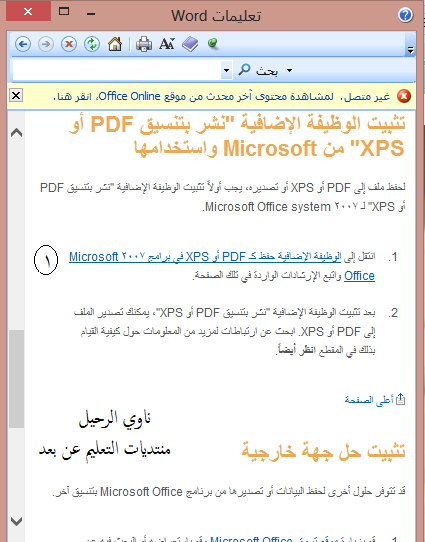 تعليمات Word
بحث
غير متصل. لمشاهدة محتوى آخر محدث من موقع Office Online، انقر هنا.
تثبيت الوظيفة الإضافية "نشر بتنسيق PDF أو
XPS" من Microsoft واستخدامها
لحفظ ملف إلى PDF أو XPS أو تصديره، يجب أولاً تثبيت الوظيفة الإضافية "نشر بتنسيق PDF
أو XPS" لـ Microsoft Office system ٢٠٠٧.
1. انتقل إلى الوظيفة الإضافية حفظ كـ PDF أو XPS في برامج Microsoft ٢٠٠٧
Office واتبع الإرشادات الواردة في تلك الصفحة.
١
2. بعد تثبيت الوظيفة الإضافية "نشر بتنسيق PDF أو XPS"، يمكنك تصدير الملف
إلى PDF أو XPS. ابحث عن ارتباطات لمزيد من المعلومات حول كيفية القيام
بذلك في المقطع انظر أيضاً.
أعلى الصفحة
ناوي الرحيل
منتديات التعليم عن بعد
تثبيت حل جهة خارجية
قد تتوفر حلول أخرى لحفظ البيانات أو تصديرها من برنامج Microsoft Office بتنسيق آخر.